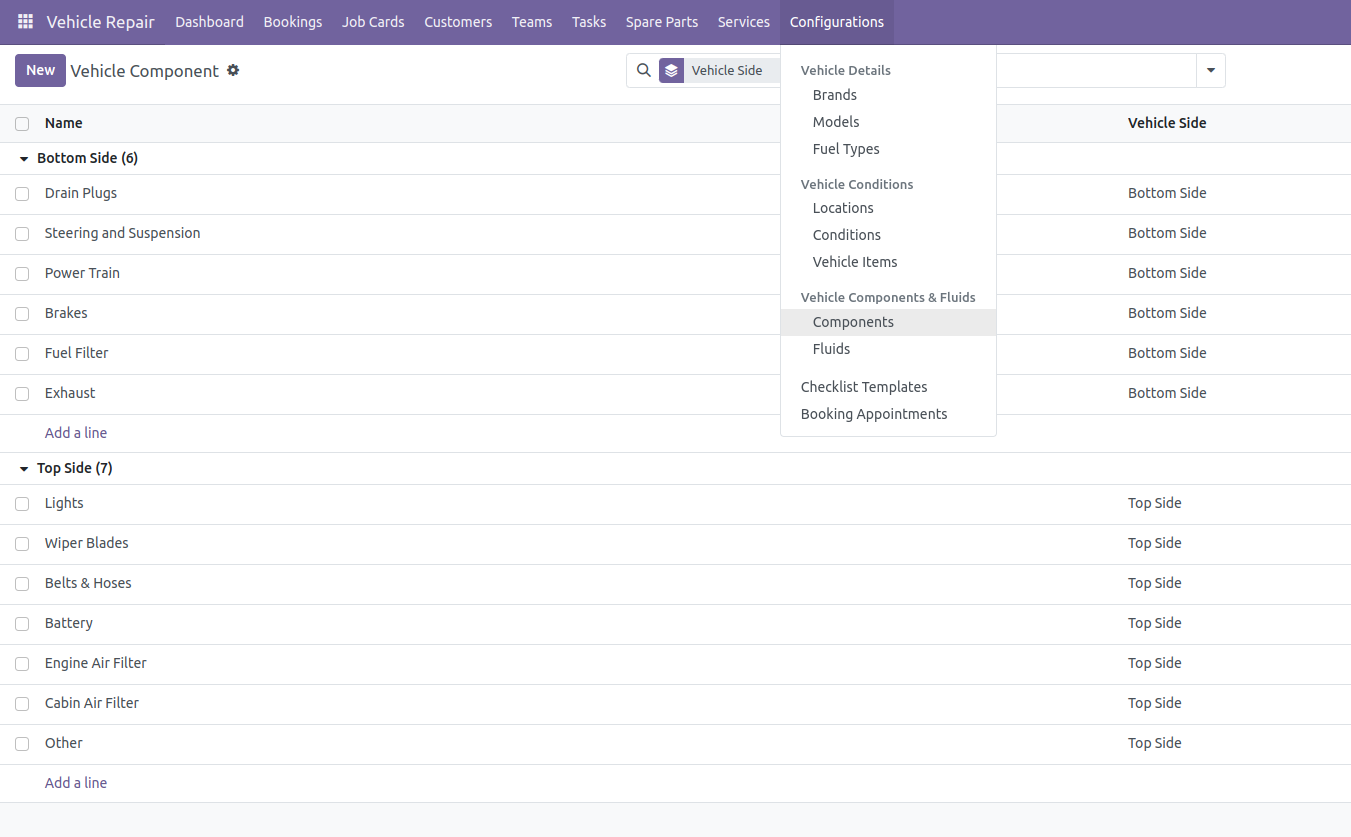 Vehicle Repair Dashboard Bookings Job Cards Customers Teams Tasks Spare Parts Services Configurations
New Vehicle Component Vehicle Side
Vehicle Details
Brands
Models
Fuel Types
Vehicle Conditions
Locations
Conditions
Vehicle Items
Vehicle Components & Fluids
Components
Fluids
Checklist Templates
Booking Appointments
Name Vehicle Side
Bottom Side (6)
Drain Plugs Bottom Side
Steering and Suspension Bottom Side
Power Train Bottom Side
Brakes Bottom Side
Fuel Filter Bottom Side
Exhaust Bottom Side
Add a line
Top Side (7)
Lights Top Side
Wiper Blades Top Side
Belts & Hoses Top Side
Battery Top Side
Engine Air Filter Top Side
Cabin Air Filter Top Side
Other Top Side
Add a line